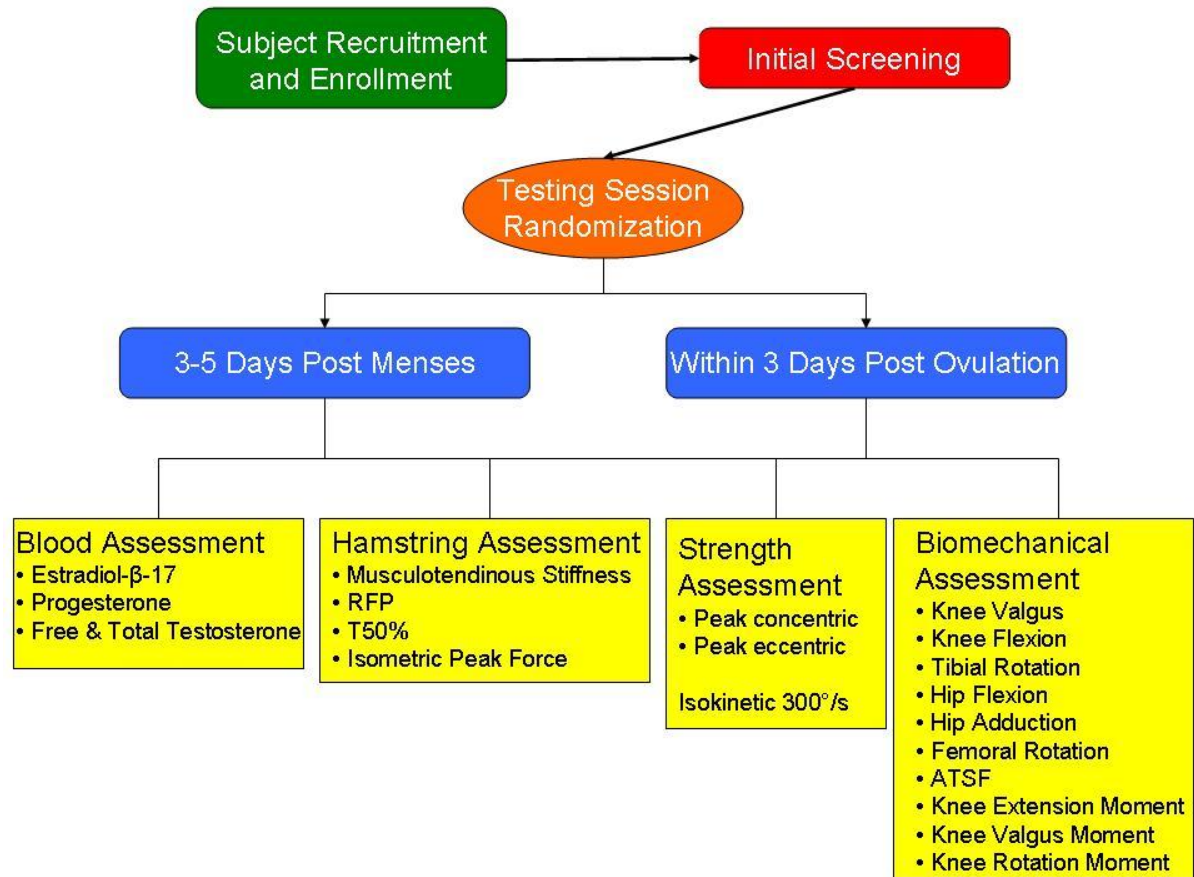 Subject Recruitment
and Enrollment
Initial Screening
Testing Session
Randomization
3-5 Days Post Menses
Within 3 Days Post Ovulation
Blood Assessment
• Estradiol-β-17
• Progesterone
• Free & Total Testosterone
Hamstring Assessment
• Musculotendinous Stiffness
• RFP
• T50%
• Isometric Peak Force
Strength
Assessment
• Peak concentric
• Peak eccentric
Isokinetic 300°/s
Biomechanical
Assessment
• Knee Valgus
• Knee Flexion
• Tibial Rotation
• Hip Flexion
• Hip Adduction
• Femoral Rotation
• ATSF
• Knee Extension Moment
• Knee Valgus Moment
• Knee Rotation Moment